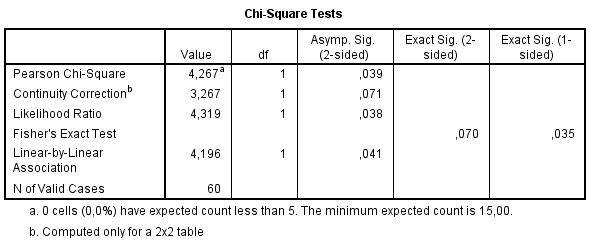 Chi-Square Tests
Value df Asymp. Sig. (2-sided) Exact Sig. (2-sided) Exact Sig. (1-sided)
Pearson Chi-Square 4,267a 1 ,039
Continuity Correctionb 3,267 1 ,071
Likelihood Ratio 4,319 1 ,038
Fisher's Exact Test ,070 ,035
Linear-by-Linear Association 4,196 1 ,041
N of Valid Cases 60
a. 0 cells (0,0%) have expected count less than 5. The minimum expected count is 15,00.
b. Computed only for a 2x2 table